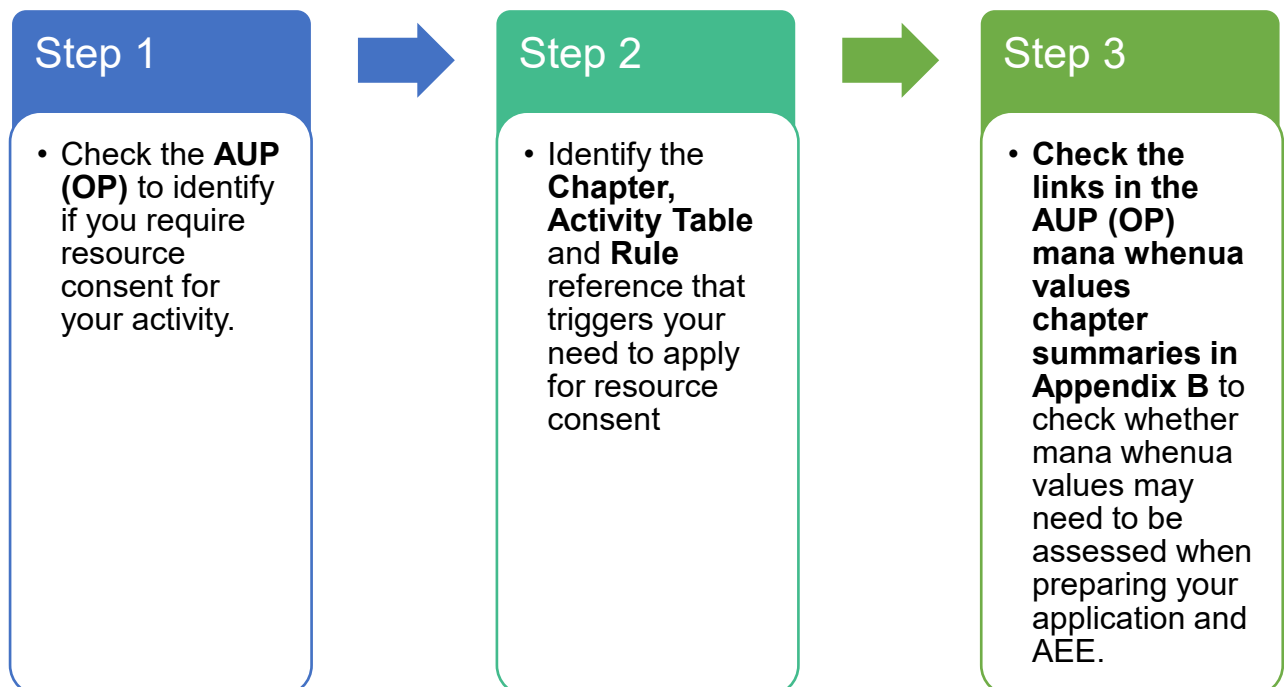 Step 1
• Check the AUP
(OP) to identify
if you require
resource
consent for
your activity.
Step 2
• Identify the
Chapter,
Activity Table
and Rule
reference that
triggers your
need to apply
for resource
consent
Step 3
• Check the
links in the
AUP (OP)
mana whenua
values
chapter
summaries in
Appendix B to
check whether
mana whenua
values may
need to be
assessed when
preparing your
application and
AEE.